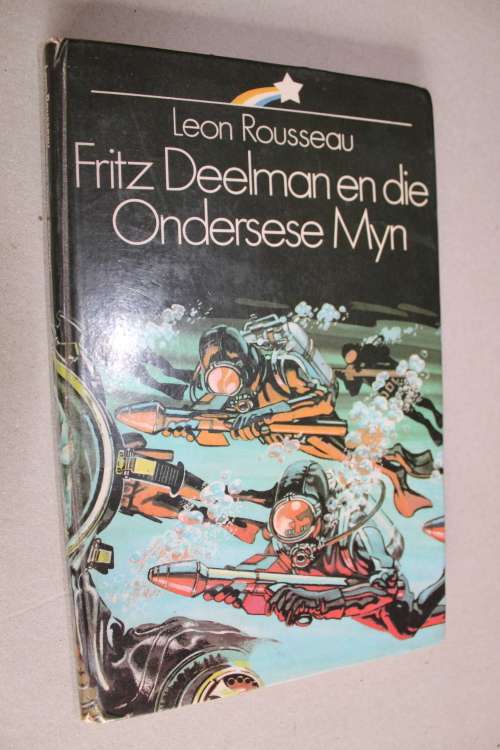 Leon Rousseau
Fritz Deelman en die
Ondersese Myn